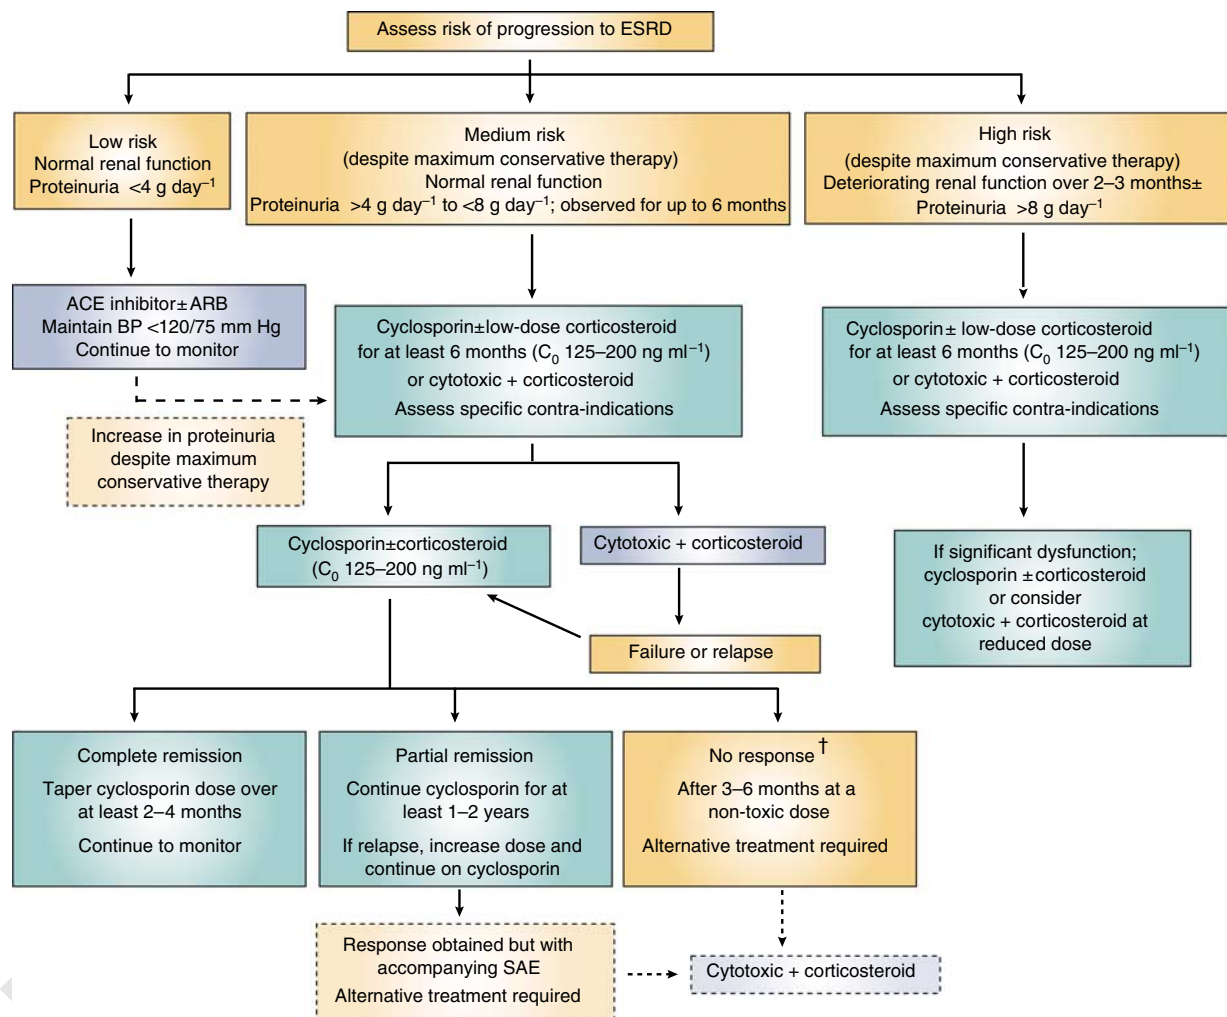 Assess risk of progression to ESRD
Low risk
Normal renal function
Proteinuria <4 g day⁻¹
Medium risk
(despite maximum conservative therapy)
Normal renal function
Proteinuria >4 g day⁻¹ to <8 g day⁻¹; observed for up to 6 months
High risk
(despite maximum conservative therapy)
Deteriorating renal function over 2–3 months±
Proteinuria >8 g day⁻¹
ACE inhibitor±ARB
Maintain BP <120/75 mm Hg
Continue to monitor
Cyclosporin±low-dose corticosteroid
for at least 6 months (C₀ 125–200 ng ml⁻¹)
or cytotoxic + corticosteroid
Assess specific contra-indications
Cyclosporin± low-dose corticosteroid
for at least 6 months (C₀ 125–200 ng ml⁻¹)
or cytotoxic + corticosteroid
Assess specific contra-indications
Increase in proteinuria
despite maximum
conservative therapy
Cyclosporin±corticosteroid
(C₀ 125–200 ng ml⁻¹)
Cytotoxic + corticosteroid
If significant dysfunction;
cyclosporin ±corticosteroid
or consider
cytotoxic + corticosteroid at
reduced dose
Failure or relapse
Complete remission
Taper cyclosporin dose over
at least 2–4 months
Continue to monitor
Partial remission
Continue cyclosporin for at
least 1–2 years
If relapse, increase dose and
continue on cyclosporin
No response†
After 3–6 months at a
non-toxic dose
Alternative treatment required
Response obtained but with
accompanying SAE
Alternative treatment required
Cytotoxic + corticosteroid